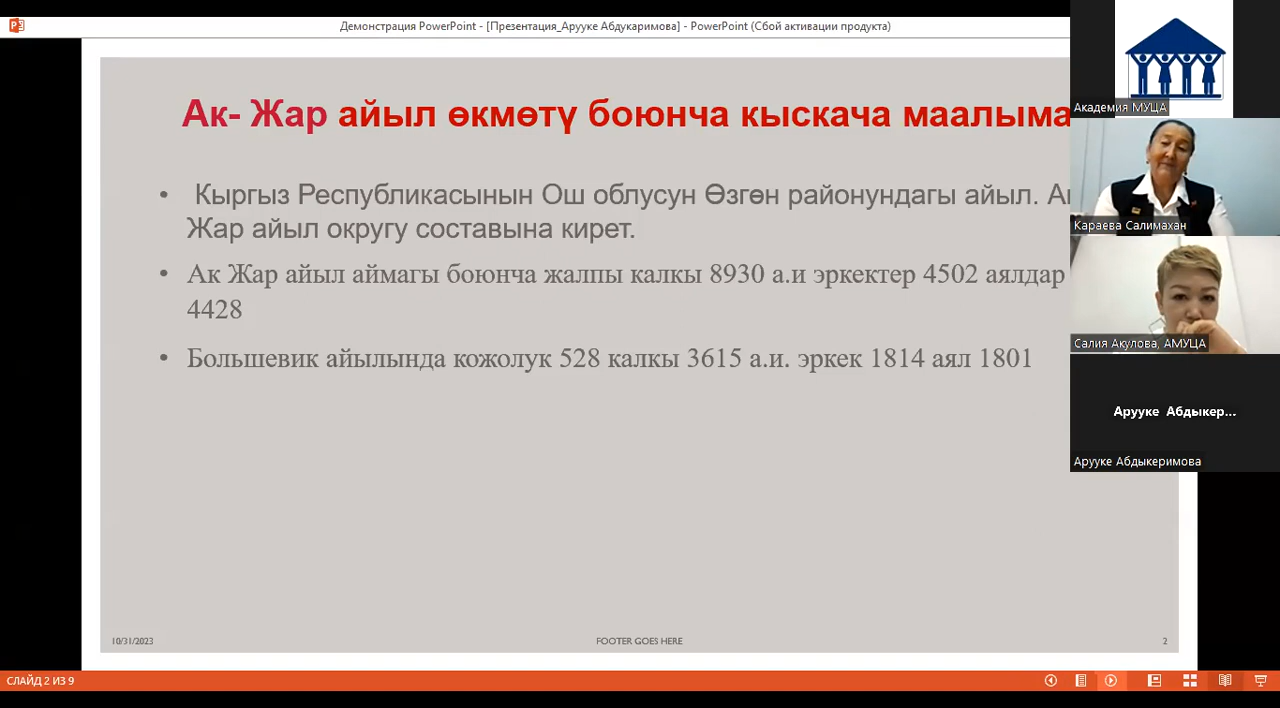 Демонстрация PowerPoint - [Презентация_Арууке Абдукаримова] - PowerPoint (Сбой активации продукта)
Ак- Жар айыл өкмөтү боюнча кыскача
• Кыргыз Республикасынын Ош облусун Өзгөн районундагы айыл.
Жар айыл округу составына кирет.
• Ак Жар айыл аймагы боюнча жалпы калкы 8930 а.и эркектер 4502 аялдар
4428
• Большевик айылында кожолук 528 калкы 3615 а.и. эркек 1814 аял 1801
10/31/2023
FOOTER GOES HERE
2
СЛАЙД 2 ИЗ 9
Академия МУЦА
Караева Салимахан
Салия Акулова, АМУЦА
Арууке Абдыкер...
Арууке Абдыкеримова